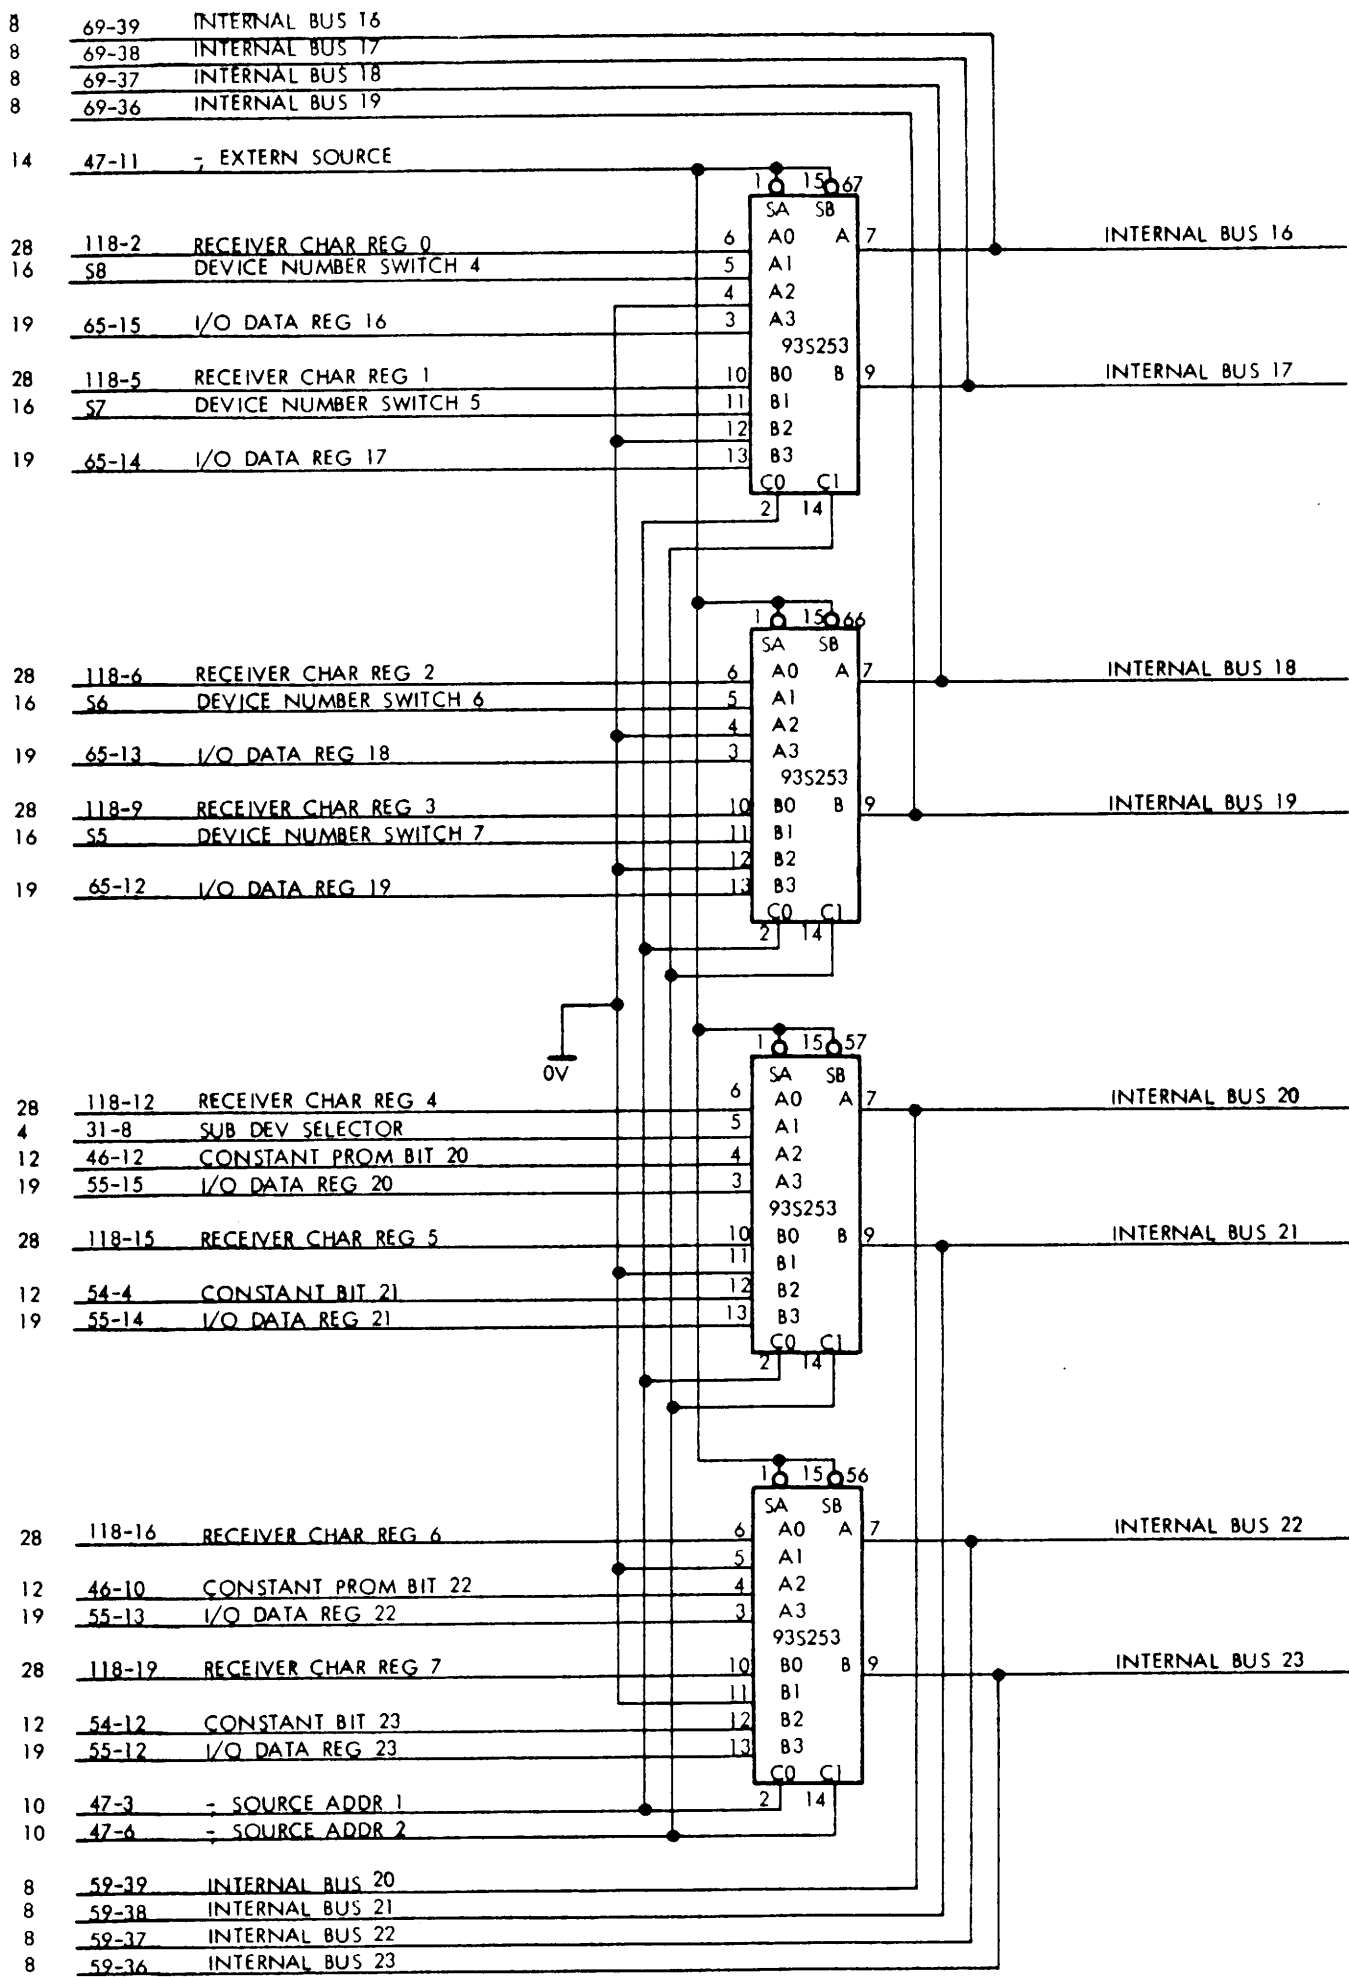 8 69-39 INTERNAL BUS 16
8 69-38 INTERNAL BUS 17
8 69-37 INTERNAL BUS 18
8 69-36 INTERNAL BUS 19
14 47-11 -, EXTERN SOURCE
1 15 67
SA SB
28 118-2 RECEIVER CHAR REG 0 6 A0 A 7 INTERNAL BUS 16
16 S8 DEVICE NUMBER SWITCH 4 5 A1
4 A2
19 65-15 I/O DATA REG 16 3 A3
93S253
28 118-5 RECEIVER CHAR REG 1 10 B0 B 9 INTERNAL BUS 17
16 S7 DEVICE NUMBER SWITCH 5 11 B1
12 B2
19 65-14 I/O DATA REG 17 13 B3
C0 C1
2 14
1 15 66
SA SB
28 118-6 RECEIVER CHAR REG 2 6 A0 A 7 INTERNAL BUS 18
16 S6 DEVICE NUMBER SWITCH 6 5 A1
4 A2
19 65-13 I/O DATA REG 18 3 A3
93S253
28 118-9 RECEIVER CHAR REG 3 10 B0 B 9 INTERNAL BUS 19
16 S5 DEVICE NUMBER SWITCH 7 11 B1
12 B2
19 65-12 I/O DATA REG 19 13 B3
C0 C1
2 14
1 15 57
0V
SA SB
28 118-12 RECEIVER CHAR REG 4 6 A0 A 7 INTERNAL BUS 20
4 31-8 SUB DEV SELECTOR 5 A1
12 46-12 CONSTANT PROM BIT 20 4 A2
19 55-15 I/O DATA REG 20 3 A3
93S253
28 118-15 RECEIVER CHAR REG 5 10 B0 B 9 INTERNAL BUS 21
11 B1
12 54-4 CONSTANT BIT 21 12 B2
19 55-14 I/O DATA REG 21 13 B3
C0 C1
2 14
1 15 56
SA SB
28 118-16 RECEIVER CHAR REG 6 6 A0 A 7 INTERNAL BUS 22
5 A1
12 46-10 CONSTANT PROM BIT 22 4 A2
19 55-13 I/O DATA REG 22 3 A3
93S253
28 118-19 RECEIVER CHAR REG 7 10 B0 B 9 INTERNAL BUS 23
11 B1
12 54-12 CONSTANT BIT 23 12 B2
19 55-12 I/O DATA REG 23 13 B3
C0 C1
10 47-3 -, SOURCE ADDR 1 2 14
10 47-6 -, SOURCE ADDR 2
8 59-39 INTERNAL BUS 20
8 59-38 INTERNAL BUS 21
8 59-37 INTERNAL BUS 22
8 59-36 INTERNAL BUS 23